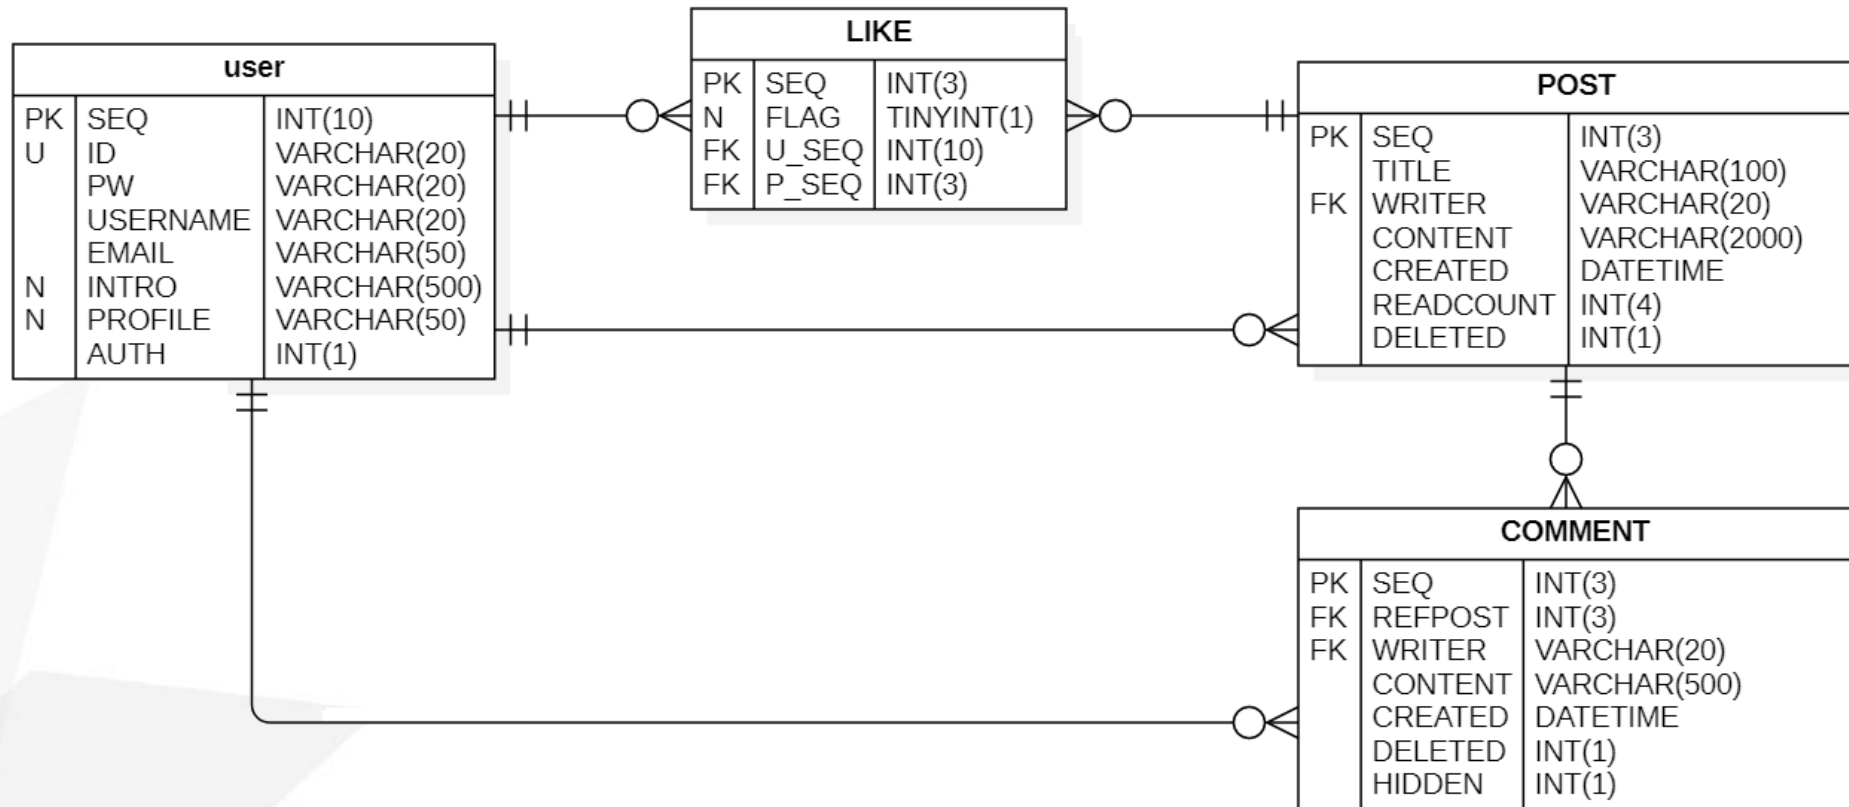 user
PK SEQ INT(10)
U ID VARCHAR(20)
PW VARCHAR(20)
USERNAME VARCHAR(20)
EMAIL VARCHAR(50)
N INTRO VARCHAR(500)
N PROFILE VARCHAR(50)
AUTH INT(1)
LIKE
PK SEQ INT(3)
N FLAG TINYINT(1)
FK U_SEQ INT(10)
FK P_SEQ INT(3)
POST
PK SEQ INT(3)
TITLE VARCHAR(100)
FK WRITER VARCHAR(20)
CONTENT VARCHAR(2000)
CREATED DATETIME
READCOUNT INT(4)
DELETED INT(1)
COMMENT
PK SEQ INT(3)
FK REFPOST INT(3)
FK WRITER VARCHAR(20)
CONTENT VARCHAR(500)
CREATED DATETIME
DELETED INT(1)
HIDDEN INT(1)